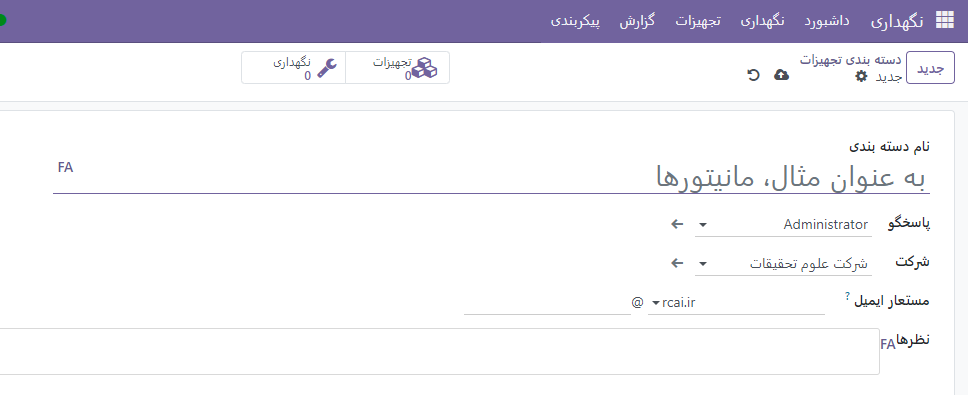 نگهداری داشبورد نگهداری تجهیزات گزارش پیکربندی
جدید
دسته بندی تجهیزات
جدید
تجهیزات
0
نگهداری
0
نام دسته بندی
به عنوان مثال، مانیتورها
FA
پاسخگو
Administrator
شرکت
شرکت علوم تحقیقات
مستعار ایمیل ?
@ rcai.ir
نظرها
FA